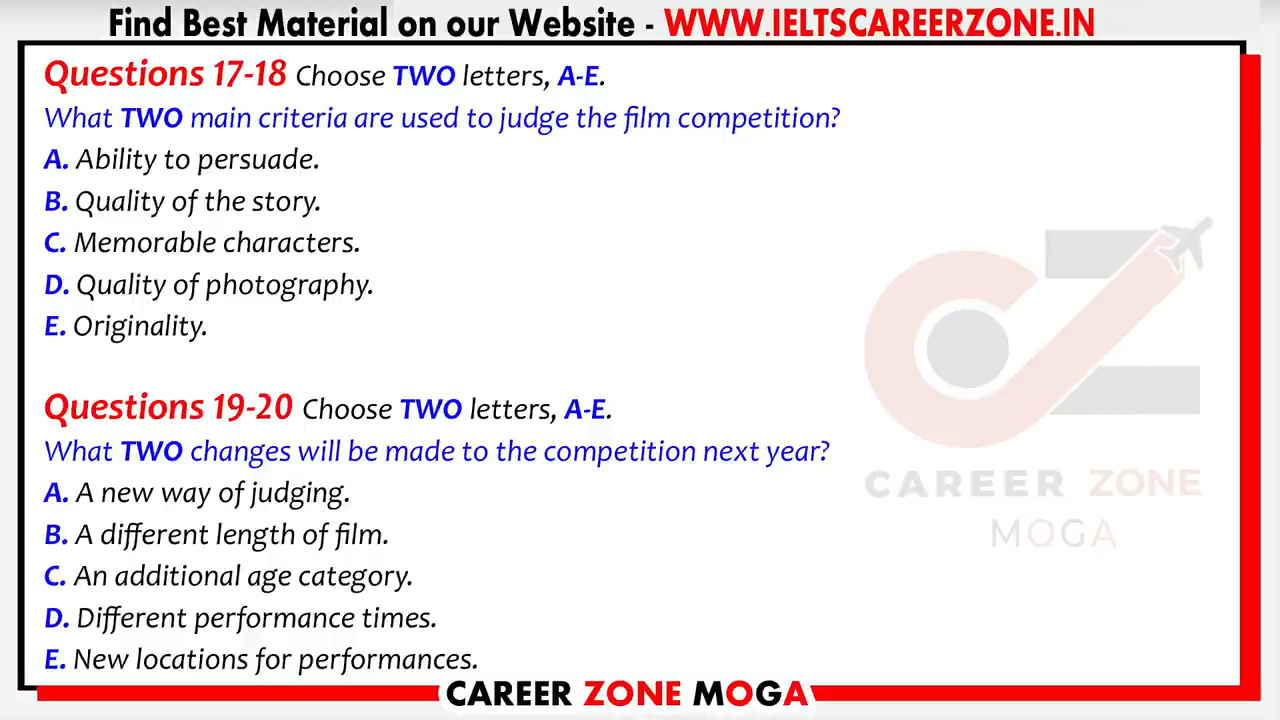 Find Best Material on our Website - WWW.IELTSCAREERZONE.IN
Questions 17-18 Choose TWO letters, A-E.
What TWO main criteria are used to judge the film competition?
A. Ability to persuade.
B. Quality of the story.
C. Memorable characters.
D. Quality of photography.
E. Originality.
Questions 19-20 Choose TWO letters, A-E.
What TWO changes will be made to the competition next year?
A. A new way of judging.
B. A different length of film.
C. An additional age category.
D. Different performance times.
E. New locations for performances.
CZ
CAREER ZONE
MOGA
CAREER ZONE MOGA